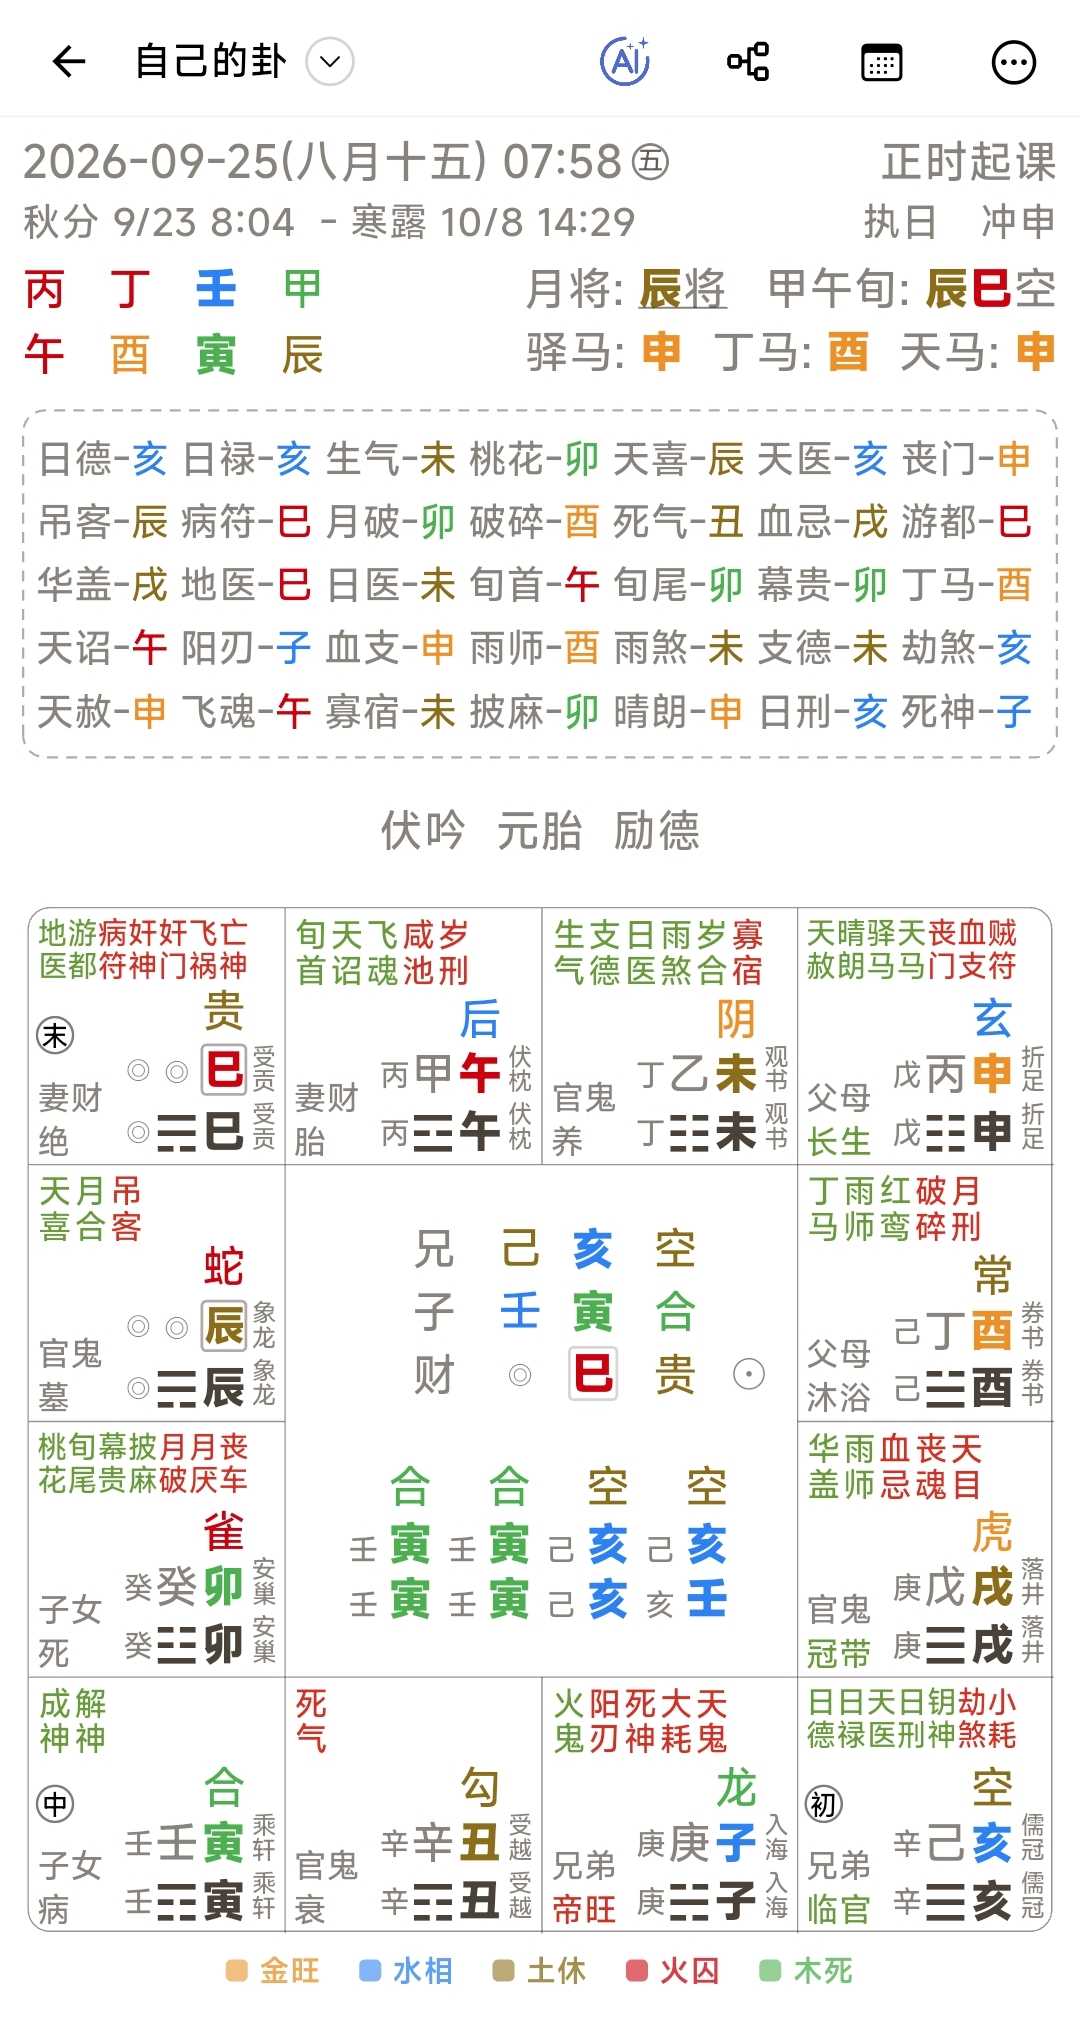 自己的卦
AI
2026-09-25(八月十五) 07:58 五 正时起课
秋分 9/23 8:04 - 寒露 10/8 14:29 执日 冲申
丙 丁 壬 甲 月将: 辰将 甲午旬: 辰巳空
午 酉 寅 辰 驿马: 申 丁马: 酉 天马: 申
日德-亥 日禄-亥 生气-未 桃花-卯 天喜-辰 天医-亥 丧门-申
吊客-辰 病符-巳 月破-卯 破碎-酉 死气-丑 血忌-戌 游都-巳
华盖-戌 地医-巳 日医-未 旬首-午 旬尾-卯 幕贵-卯 丁马-酉
天诏-午 阳刃-子 血支-申 雨师-酉 雨煞-未 支德-未 劫煞-亥
天赦-申 飞魂-午 寡宿-未 披麻-卯 晴朗-申 日刑-亥 死神-子
伏吟 元胎 励德
地游病奸奸飞亡
医都符神门祸神
贵
末
◎ ◎ 巳 受贡
妻财
绝 ◎ ☴ 巳 受贡
旬天飞咸岁
首诏魂池刑
后
丙 甲 午 伏枕
妻财
胎 丙 ☲ 午 伏枕
生支日雨岁寡
气德医煞合宿
阴
丁 乙 未 观书
官鬼
养 丁 ☷ 未 观书
天晴驿天丧血贼
赦朗马马门支符
玄
戊 丙 申 折足
父母
长生 戊 ☷ 申 折足
天月吊
喜合客
蛇
◎ ◎ 辰 象龙
官鬼
墓 ◎ ☴ 辰 象龙
兄 己 亥 空
子 壬 寅 合
财 ◎ 巳 贵 ⊙
合 合 空 空
壬 寅 壬 寅 己 亥 己 亥
壬 寅 壬 寅 己 亥 亥 壬
丁雨红破月
马师鸾碎刑
常
己 丁 酉 券书
父母
沐浴 己 ☱ 酉 券书
桃旬幕披月月丧
花尾贵麻破厌车
雀
癸 癸 卯 安巢
子女
死 癸 ☳ 卯 安巢
华雨血丧天
盖师忌魂目
虎
庚 戊 戌 落井
官鬼
冠带 庚 ☰ 戌 落井
成解
神神
合
中
壬 壬 寅 乘轩
子女
病 壬 ☶ 寅 乘轩
死
气
勾
辛 辛 丑 受越
官鬼
衰 辛 ☶ 丑 受越
火阳死大天
鬼刃神耗鬼
龙
庚 庚 子 入海
兄弟
帝旺 庚 ☵ 子 入海
日日天日钥劫小
德禄医刑神煞耗
空
初
辛 己 亥 儒冠
兄弟
临官 辛 ☰ 亥 儒冠
金旺 水相 土休 火囚 木死